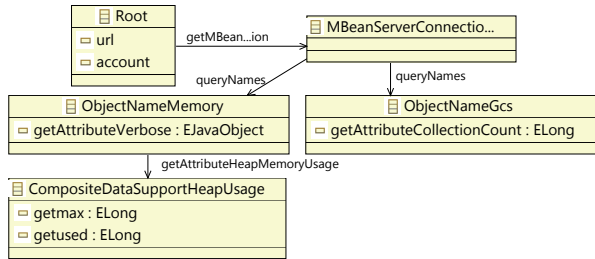 Root
url
account
getMBean...ion
MBeanServerConnectio...
queryNames
queryNames
ObjectNameMemory
getAttributeVerbose : EJavaObject
ObjectNameGcs
getAttributeCollectionCount : ELong
getAttributeHeapMemoryUsage
CompositeDataSupportHeapUsage
getmax : ELong
getused : ELong